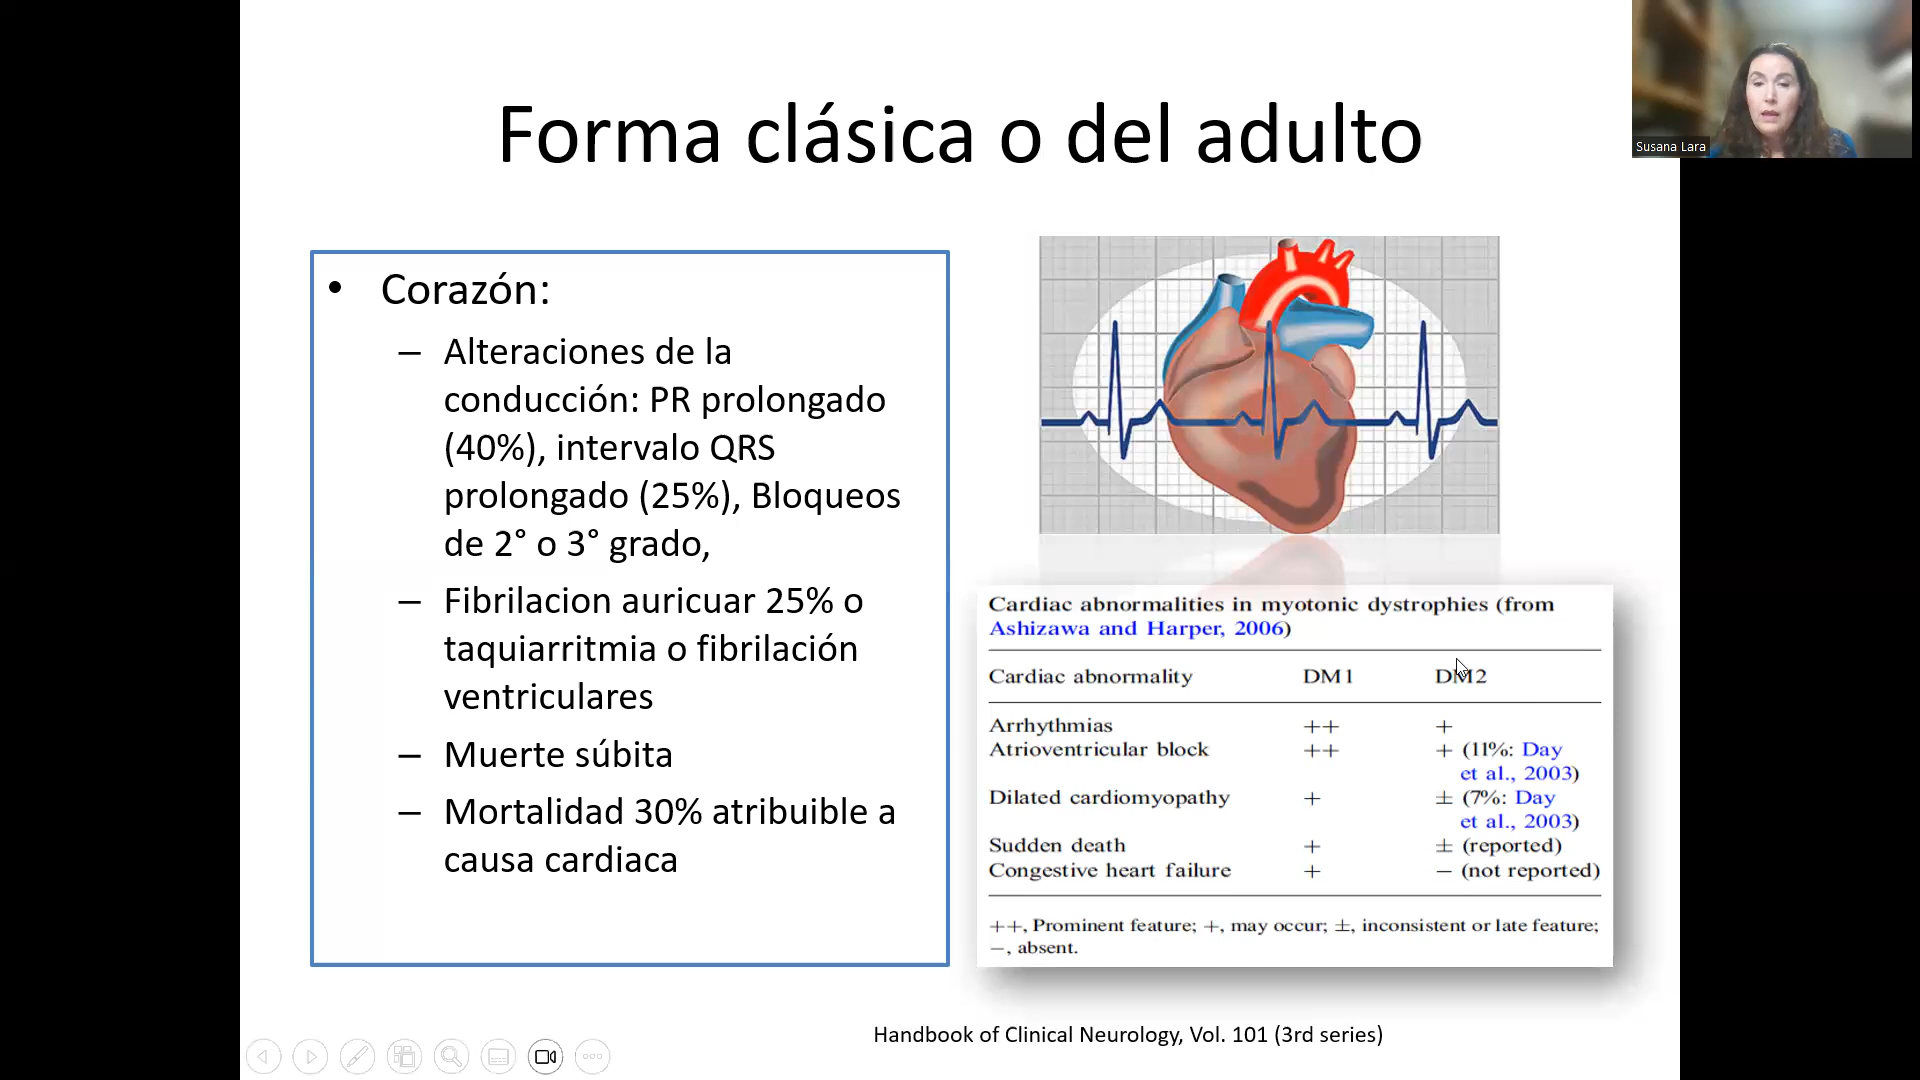 Forma clásica o del adulto
Susana Lara
• Corazón:
– Alteraciones de la
conducción: PR prolongado
(40%), intervalo QRS
prolongado (25%), Bloqueos
de 2° o 3° grado,
– Fibrilacion auricuar 25% o
taquiarritmia o fibrilación
ventriculares
– Muerte súbita
– Mortalidad 30% atribuible a
causa cardiaca
Cardiac abnormalities in myotonic dystrophies (from
Ashizawa and Harper, 2006)
Cardiac abnormality DM1 DM2
Arrhythmias ++ +
Atrioventricular block ++ + (11%: Day
et al., 2003)
Dilated cardiomyopathy + ± (7%: Day
et al., 2003)
Sudden death + ± (reported)
Congestive heart failure + − (not reported)
++, Prominent feature; +, may occur; ±, inconsistent or late feature;
−, absent.
Handbook of Clinical Neurology, Vol. 101 (3rd series)